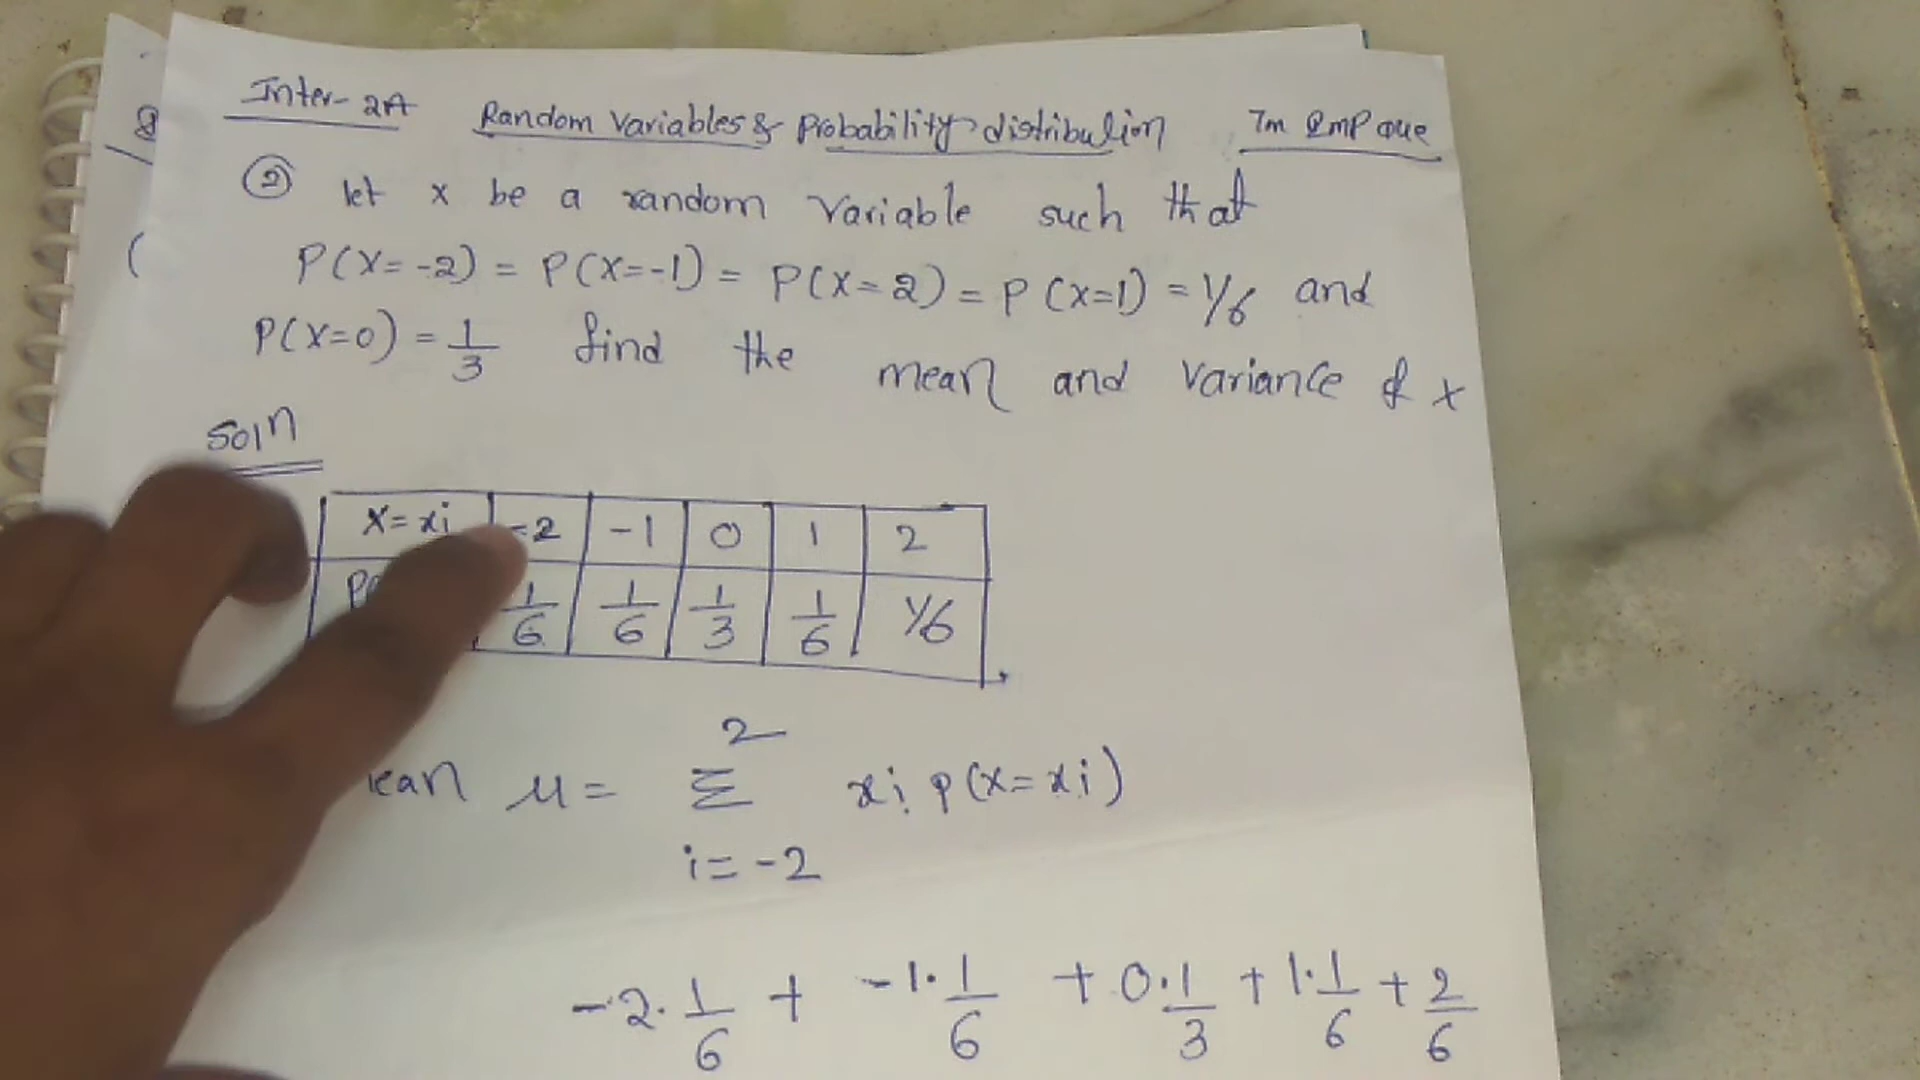 Inter-2A Random Variables & Probability distribution 7m Imp que
② let x be a random variable such that
P(X=-2) = P(X=-1) = P(X=2) = P(X=1) = 1/6 and
P(X=0) = 1/3 find the mean and variance of x
Soln
X=xi -2 -1 0 1 2
1/6 1/6 1/3 1/6 1/6
ean μ = 2 Σ i=-2 xi P(X=xi)
-2·1/6 + -1·1/6 + 0·1/3 + 1·1/6 + 2/6